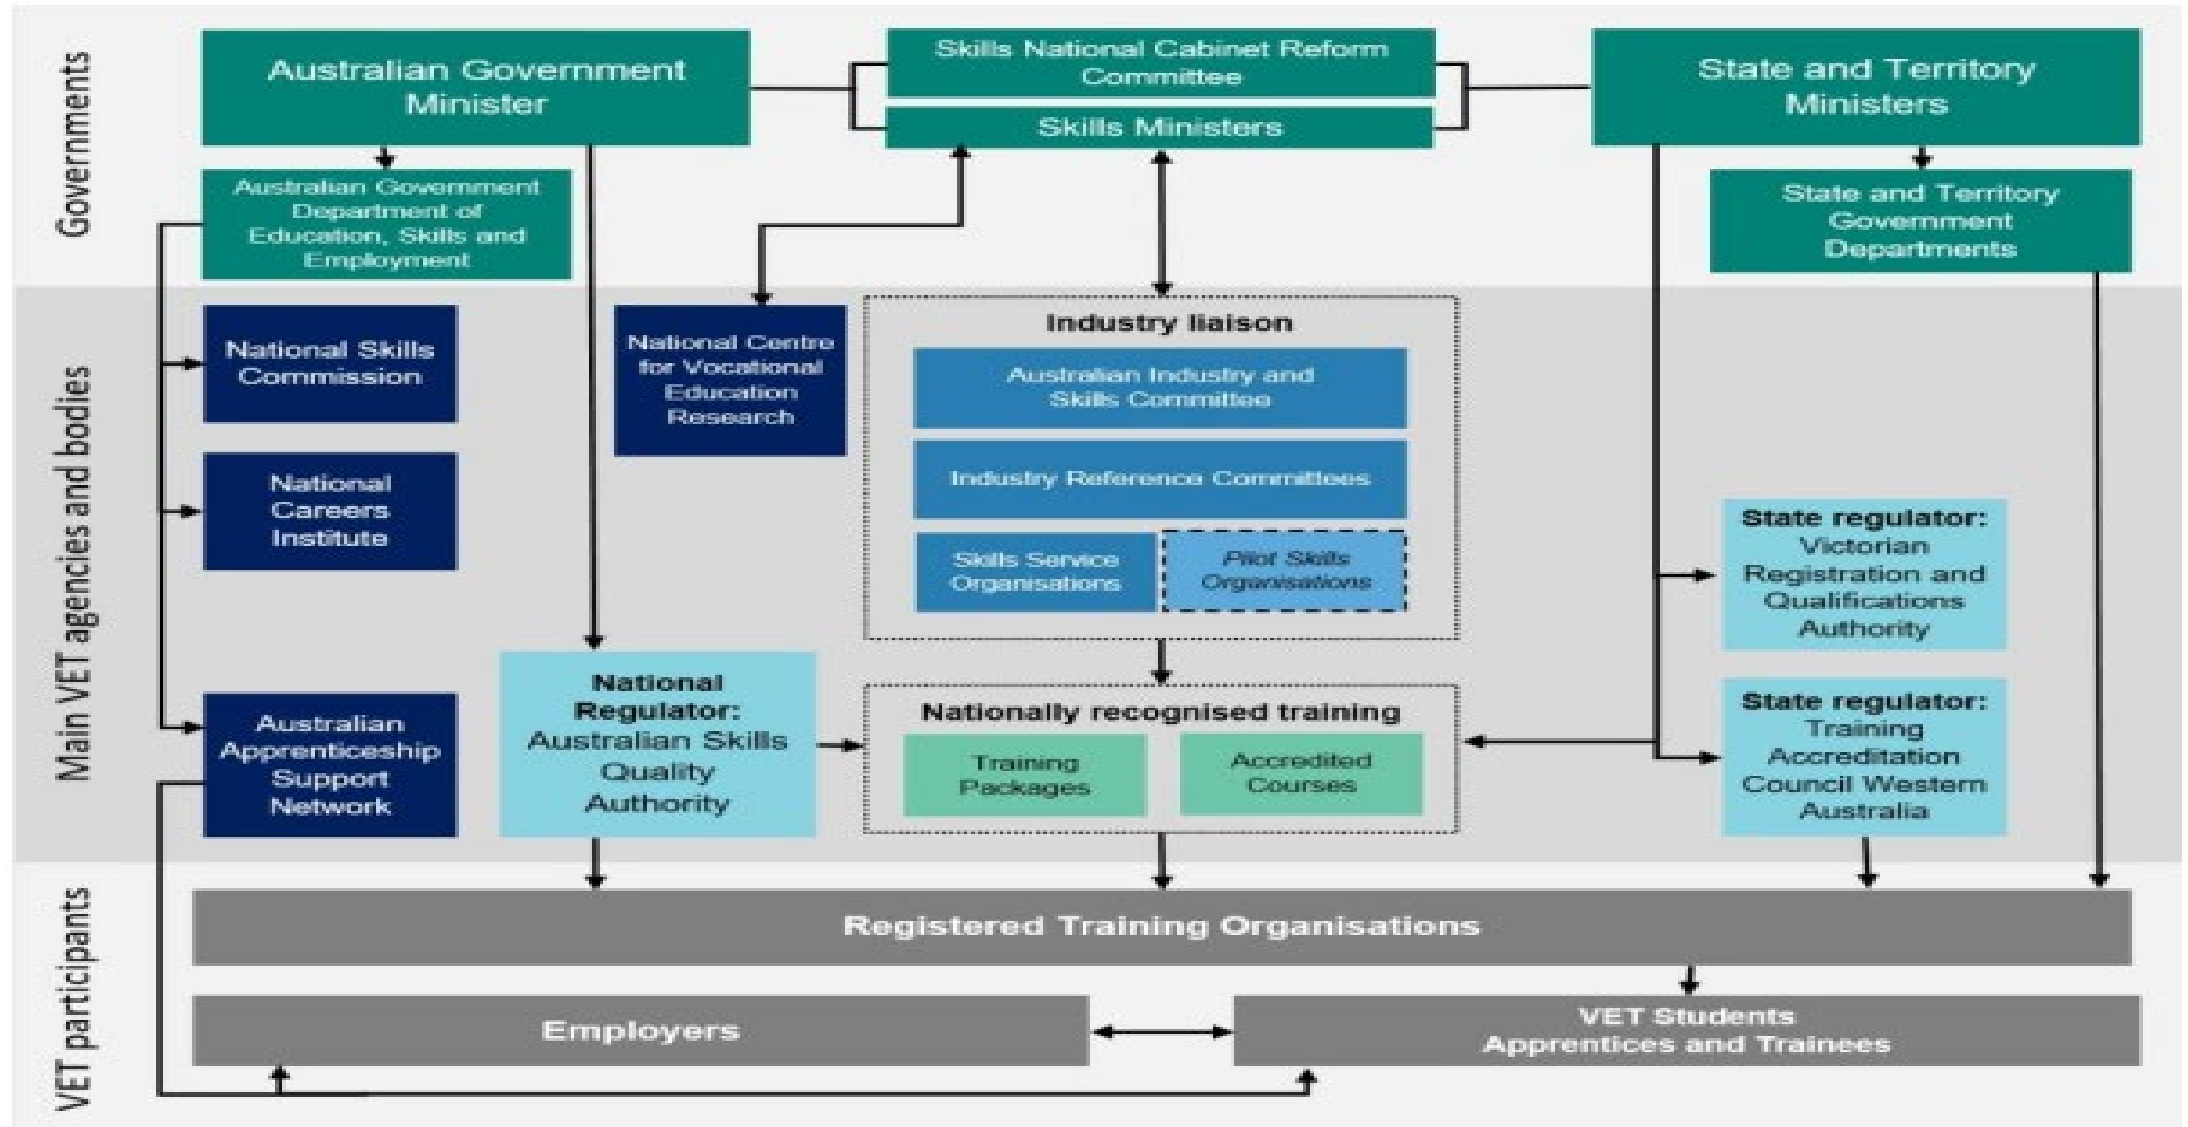 Governments
Australian Government
Minister
Skills National Cabinet Reform
Committee
Skills Ministers
State and Territory
Ministers
Australian Government
Department of
Education, Skills and
Employment
State and Territory
Government
Departments
Main VET agencies and bodies
National Skills
Commission
National
Careers
Institute
Australian
Apprenticeship
Support
Network
National Centre
for Vocational
Education
Research
National
Regulator:
Australian Skills
Quality
Authority
Industry liaison
Australian Industry and
Skills Committee
Industry Reference Committees
Skills Service
Organisations
Pilot Skills
Organisations
Nationally recognised training
Training
Packages
Accredited
Courses
State regulator:
Victorian
Registration and
Qualifications
Authority
State regulator:
Training
Accreditation
Council Western
Australia
VET participants
Registered Training Organisations
Employers
VET Students
Apprentices and Trainees